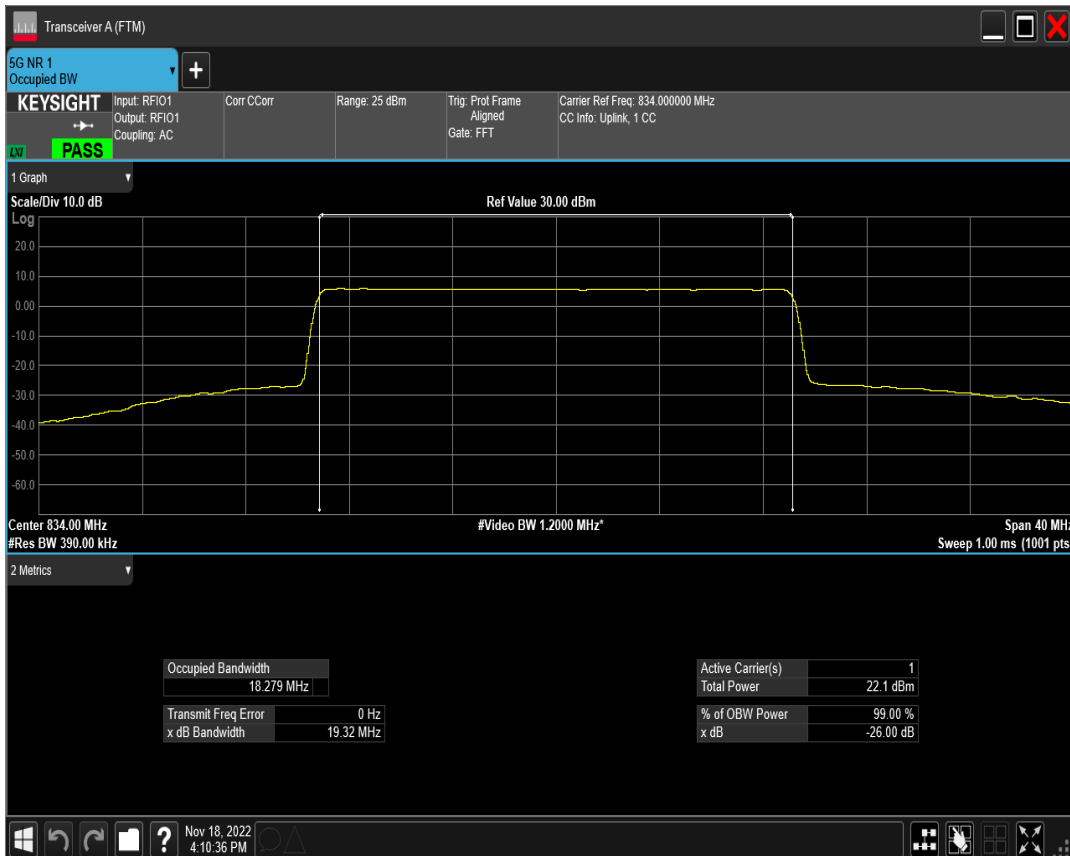 Transceiver A (FTM)
5G NR 1
Occupied BW
+
KEYSIGHT
LXI
PASS
Input: RFIO1
Output: RFIO1
Coupling: AC
Corr CCorr
Range: 25 dBm
Trig: Prot Frame
Aligned
Gate: FFT
Carrier Ref Freq: 834.000000 MHz
CC Info: Uplink, 1 CC
1 Graph
Scale/Div 10.0 dB
Ref Value 30.00 dBm
Log
20.0
10.0
0.00
-10.0
-20.0
-30.0
-40.0
-50.0
-60.0
Center 834.00 MHz
#Video BW 1.2000 MHz*
Span 40 MHz
#Res BW 390.00 kHz
Sweep 1.00 ms (1001 pts
2 Metrics
Occupied Bandwidth
18.279 MHz
Transmit Freq Error 0 Hz
x dB Bandwidth 19.32 MHz
Active Carrier(s) 1
Total Power 22.1 dBm
% of OBW Power 99.00 %
x dB -26.00 dB
?
Nov 18, 2022
4:10:36 PM